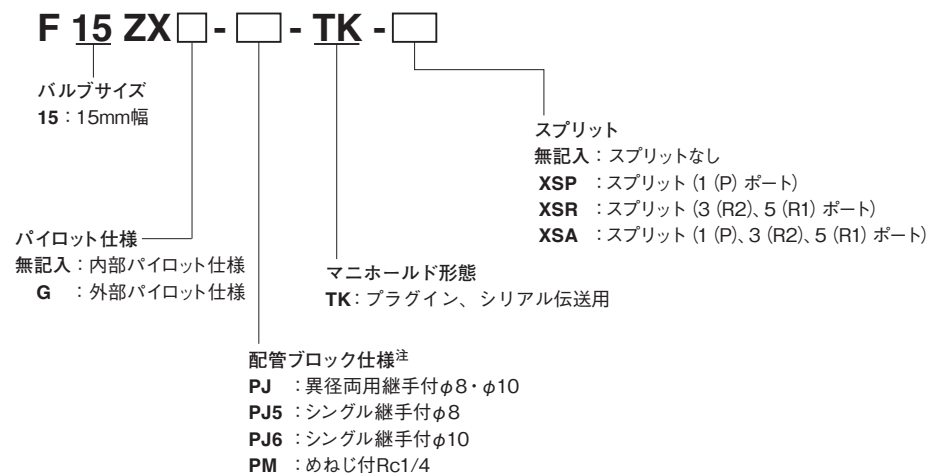 F 15 ZX□-□-TK-□
バルブサイズ
15：15mm幅
スプリット
無記入：スプリットなし
XSP ：スプリット（1（P）ポート）
XSR ：スプリット（3（R2）、5（R1）ポート）
XSA ：スプリット（1（P）、3（R2）、5（R1）ポート）
パイロット仕様
無記入：内部パイロット仕様
G ：外部パイロット仕様
マニホールド形態
TK：プラグイン、シリアル伝送用
配管ブロック仕様注
PJ ：異径両用継手付φ8・φ10
PJ5 ：シングル継手付φ8
PJ6 ：シングル継手付φ10
PM ：めねじ付Rc1/4